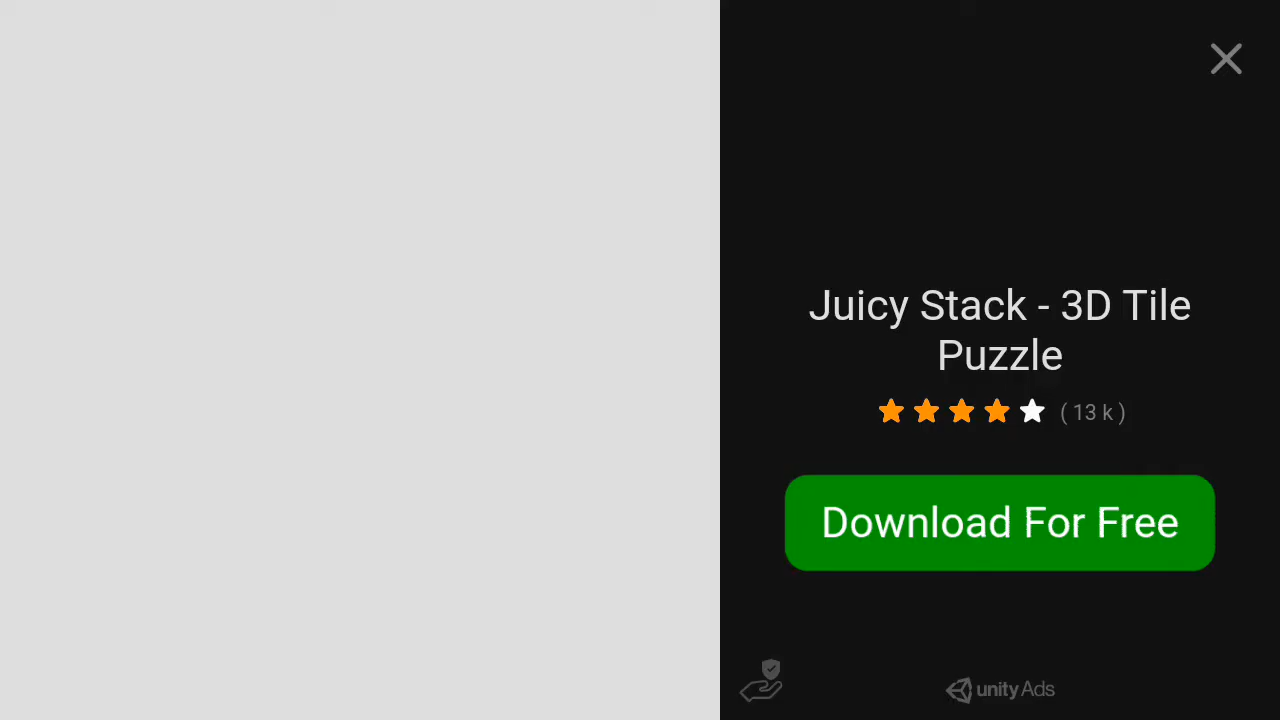 Juicy Stack - 3D Tile
Puzzle
( 13 k )
Download For Free
unity Ads